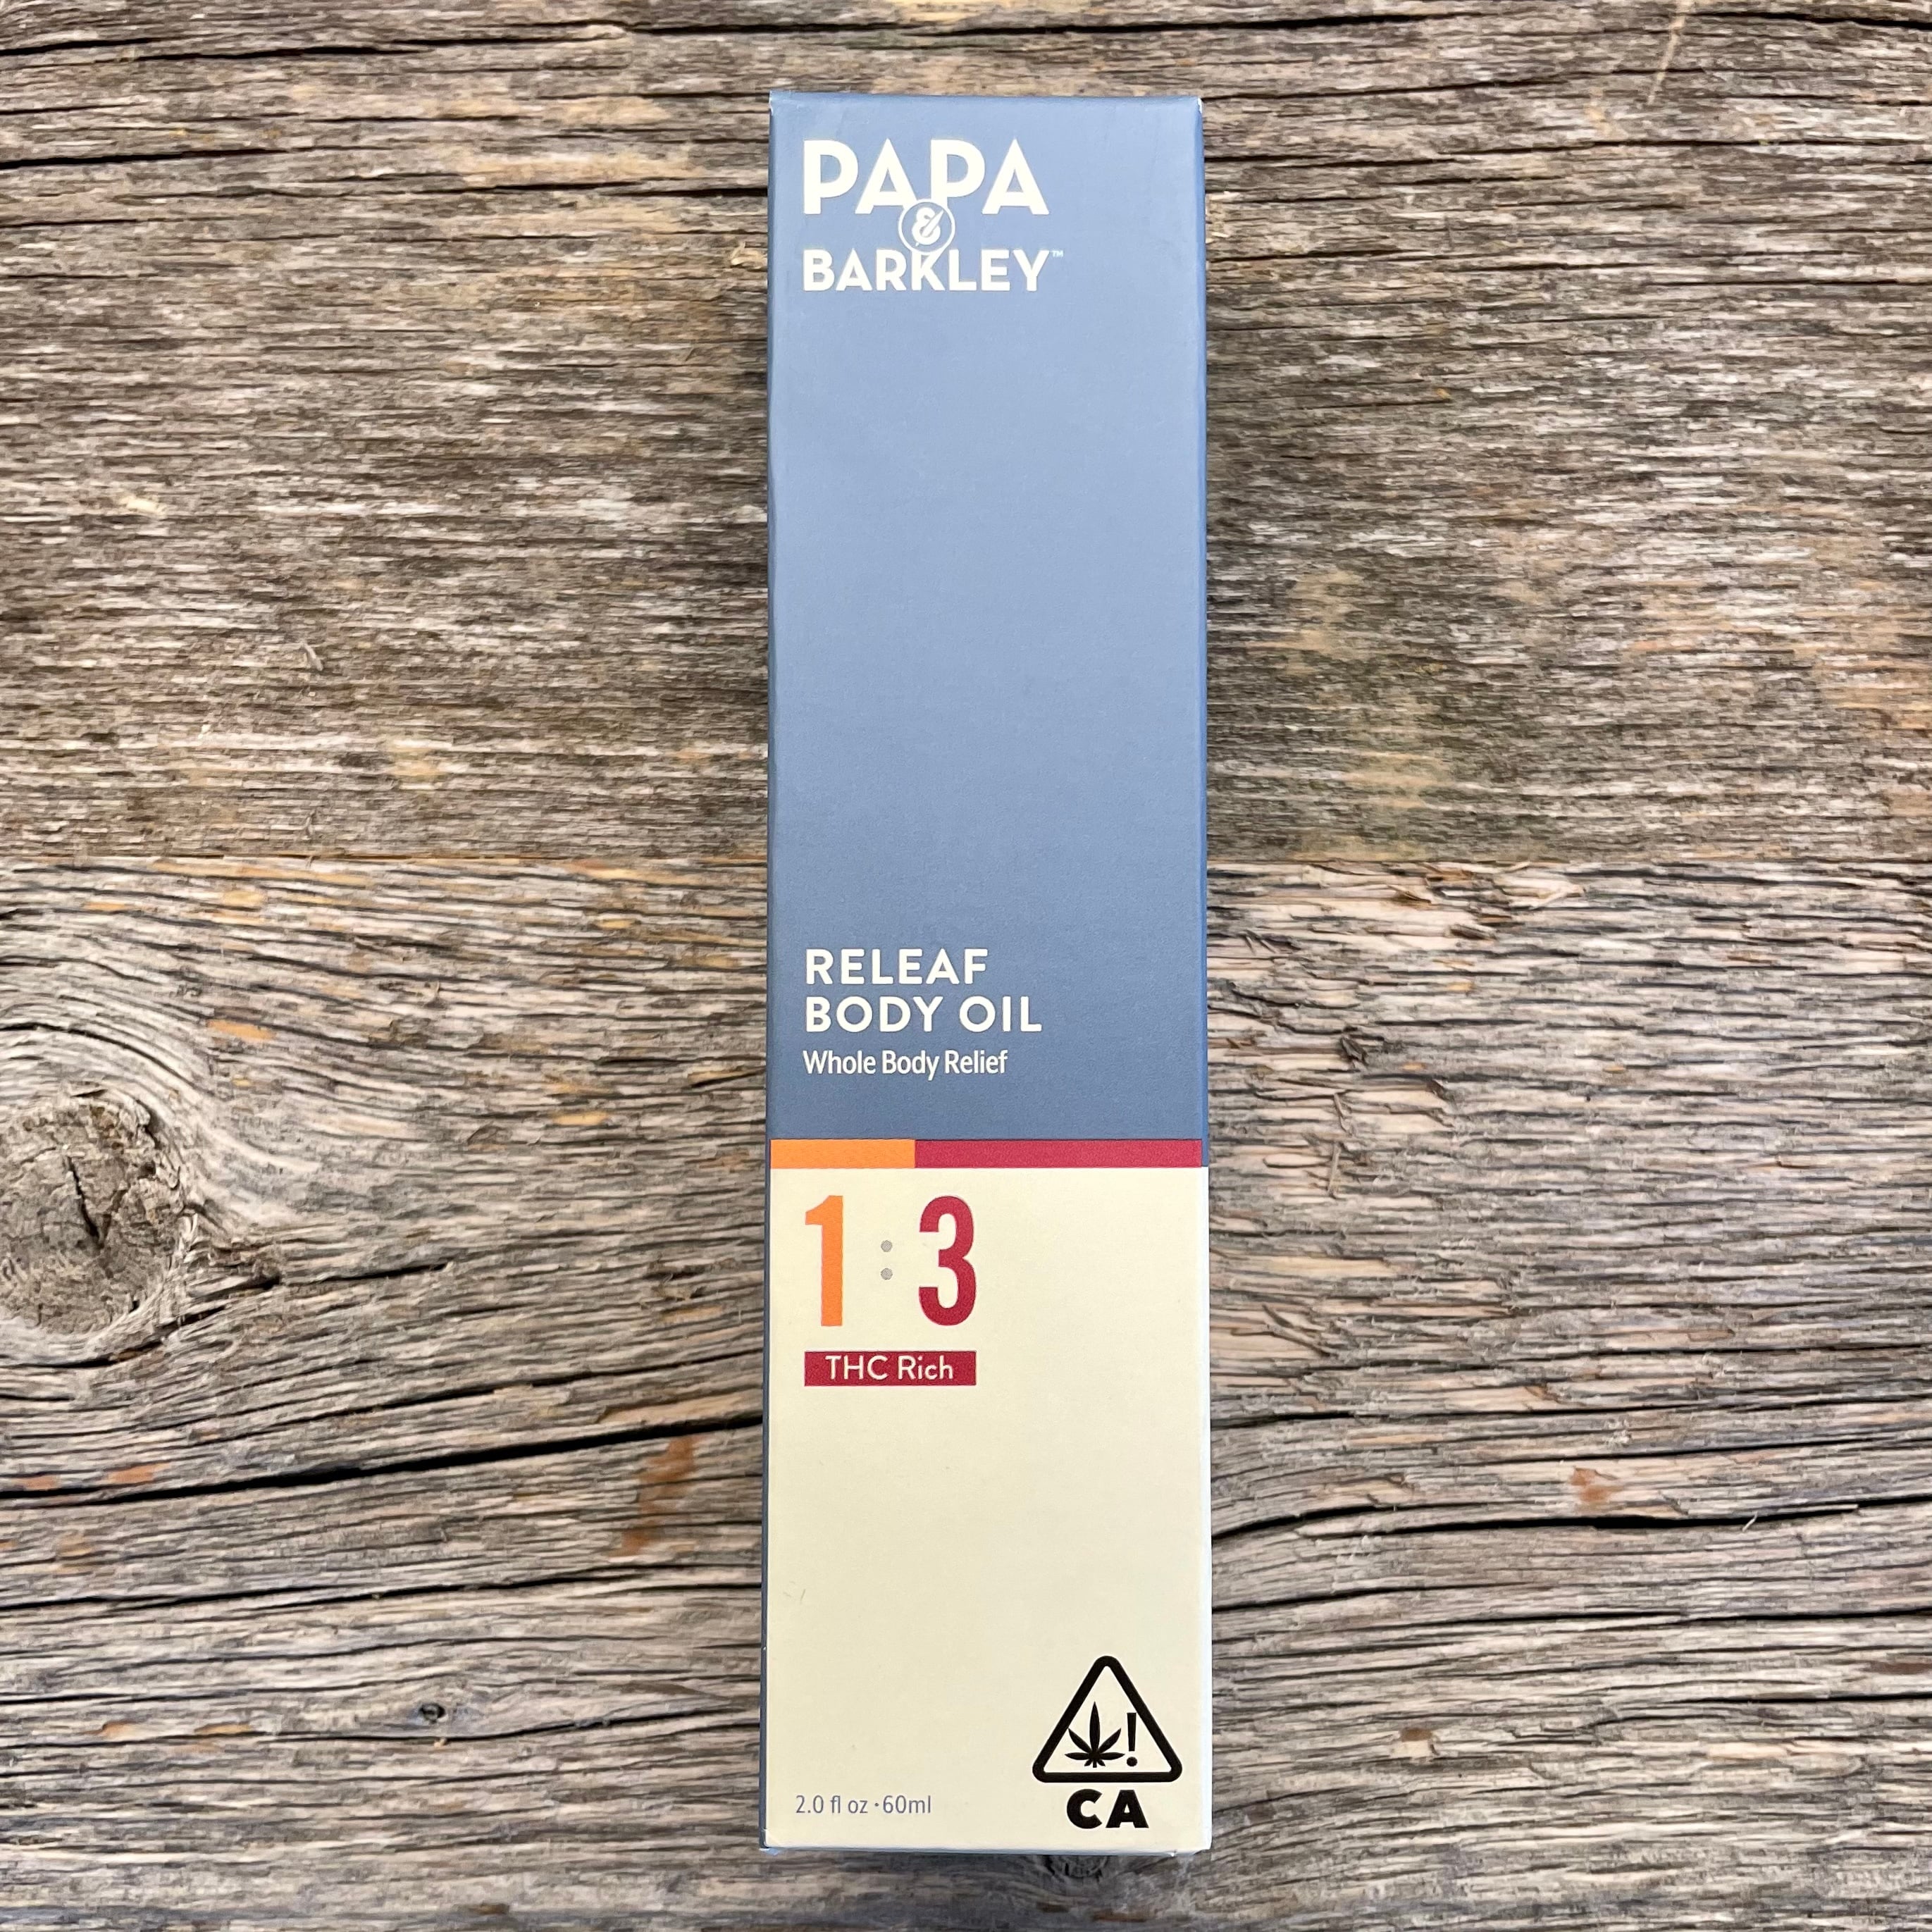 PAPA
&
BARKLEY™
RELEAF
BODY OIL
Whole Body Relief
1:3
THC Rich
!
2.0 fl oz • 60ml
CA